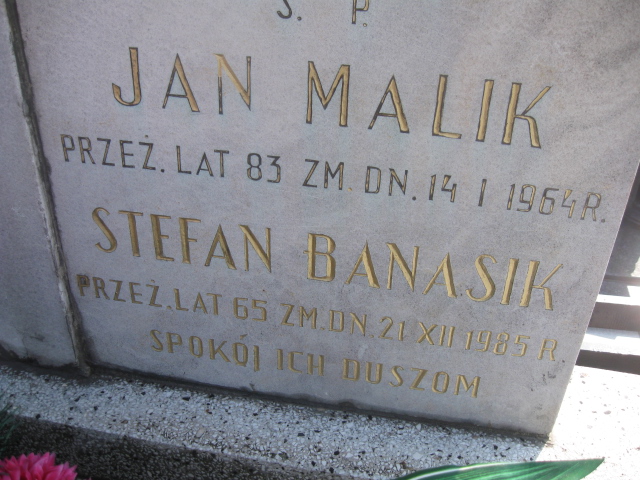 Ś. P.
JAN MALIK
PRZEŻ. LAT 83 ZM. DN. 14 I 1964 R.
STEFAN BANASIK
PRZEŻ. LAT 65 ZM. DN. 21 XII 1985 R
SPOKÓJ ICH DUSZOM